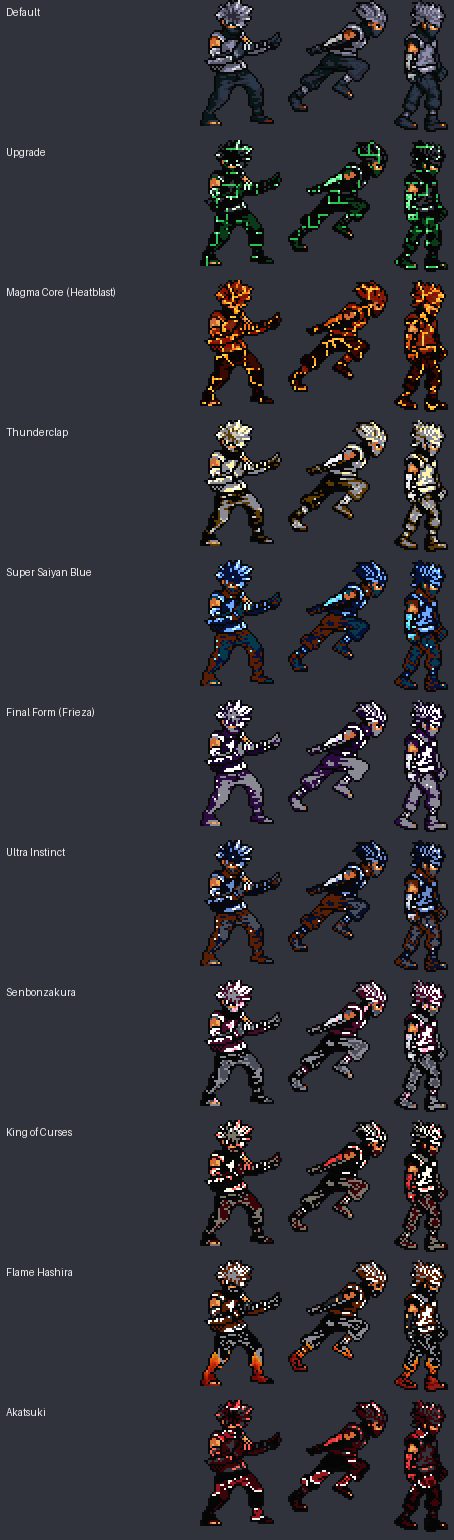 Default
Upgrade
Magma Core (Heatblast)
Thunderclap
Super Saiyan Blue
Final Form (Frieza)
Ultra Instinct
Senbonzakura
King of Curses
Flame Hashira
Akatsuki